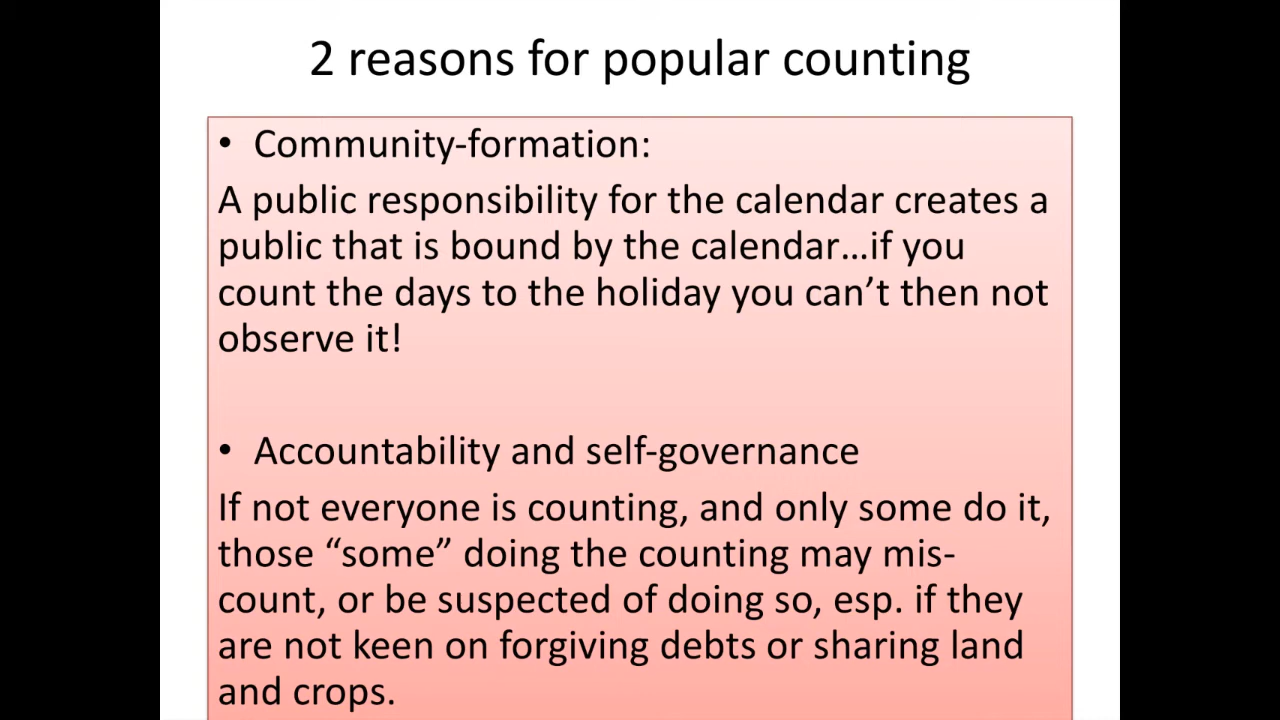 2 reasons for popular counting
• Community-formation:
A public responsibility for the calendar creates a
public that is bound by the calendar…if you
count the days to the holiday you can’t then not
observe it!
• Accountability and self-governance
If not everyone is counting, and only some do it,
those “some” doing the counting may mis-
count, or be suspected of doing so, esp. if they
are not keen on forgiving debts or sharing land
and crops.